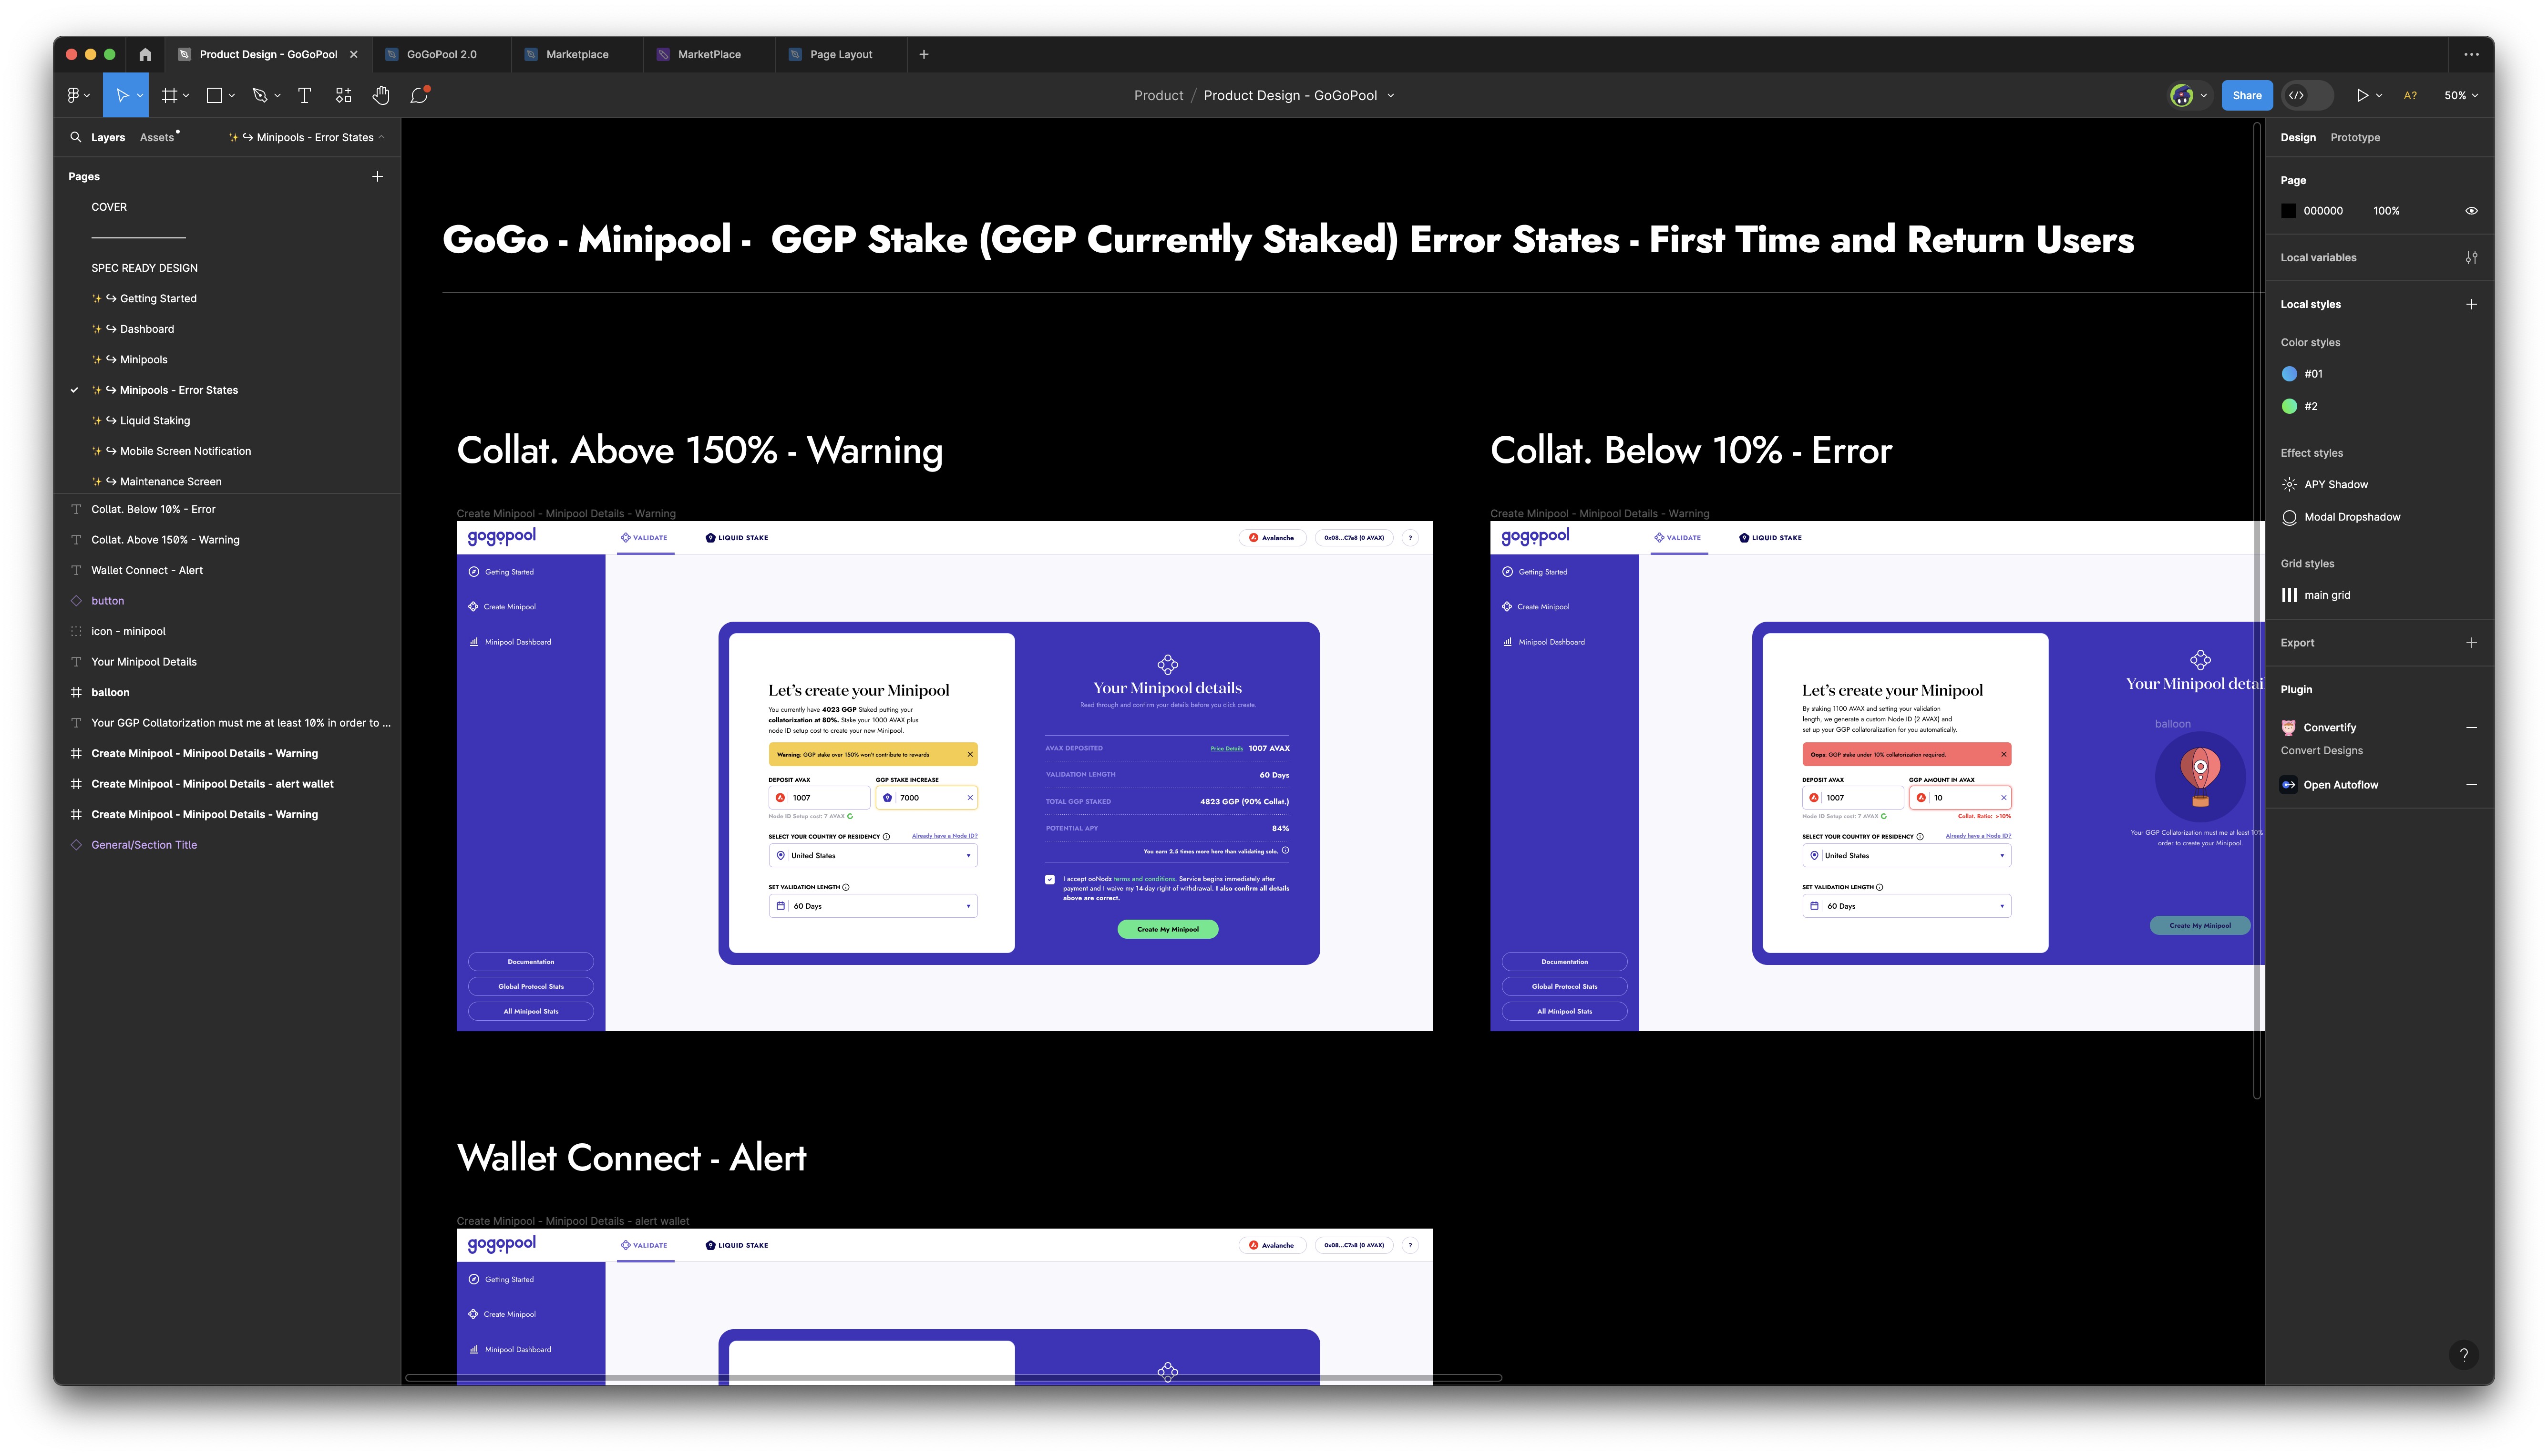 Product Design - GoGoPool
GoGoPool 2.0
Marketplace
MarketPlace
Page Layout
Product / Product Design - GoGoPool
Share
A?
50%
Layers
Assets
Minipools - Error States
Pages
COVER
SPEC READY DESIGN
Getting Started
Dashboard
Minipools
Minipools - Error States
Liquid Staking
Mobile Screen Notification
Maintenance Screen
Collat. Below 10% - Error
Collat. Above 150% - Warning
Wallet Connect - Alert
button
icon - minipool
Your Minipool Details
balloon
Your GGP Collatorization must me at least 10% in order to ...
Create Minipool - Minipool Details - Warning
Create Minipool - Minipool Details - alert wallet
Create Minipool - Minipool Details - Warning
General/Section Title
GoGo - Minipool - GGP Stake (GGP Currently Staked) Error States - First Time and Return Users
Collat. Above 150% - Warning
Create Minipool - Minipool Details - Warning
gogopool
VALIDATE
LIQUID STAKE
Avalanche
0x08...C7a8 (0 AVAX)
?
Getting Started
Create Minipool
Minipool Dashboard
Documentation
Global Protocol Stats
All Minipool Stats
Let's create your Minipool
You currently have 4023 GGP Staked putting your
collatorization at 80%. Stake your 1000 AVAX plus
node ID setup cost to create your new Minipool.
Warning: GGP stake over 150% won't contribute to rewards
DEPOSIT AVAX
GGP STAKE INCREASE
1007
7000
Node ID Setup cost: 7 AVAX
SELECT YOUR COUNTRY OF RESIDENCY
Already have a Node ID?
United States
SET VALIDATION LENGTH
60 Days
Your Minipool details
Read through and confirm your details before you click create.
AVAX DEPOSITED
Price Details
1007 AVAX
VALIDATION LENGTH
60 Days
TOTAL GGP STAKED
4823 GGP (90% Collat.)
POTENTIAL APY
84%
You earn 2.5 times more here than validating solo.
I accept ooNodz terms and conditions. Service begins immediately after
payment and I waive my 14-day right of withdrawal. I also confirm all details
above are correct.
Create My Minipool
Collat. Below 10% - Error
Create Minipool - Minipool Details - Warning
gogopool
VALIDATE
LIQUID STAKE
Getting Started
Create Minipool
Minipool Dashboard
Documentation
Global Protocol Stats
All Minipool Stats
Let's create your Minipool
By staking 1100 AVAX and setting your validation
length, we generate a custom Node ID (2 AVAX) and
set up your GGP collatoralization for you automatically.
Oops: GGP stake under 10% collatorization required.
DEPOSIT AVAX
GGP AMOUNT IN AVAX
1007
10
Node ID Setup cost: 7 AVAX
Collat. Ratio: >10%
SELECT YOUR COUNTRY OF RESIDENCY
Already have a Node ID?
United States
SET VALIDATION LENGTH
60 Days
Your Minipool detai
balloon
Your GGP Collatorization must me at least 10%
order to create your Minipool.
Create My Minipool
Wallet Connect - Alert
Create Minipool - Minipool Details - alert wallet
gogopool
VALIDATE
LIQUID STAKE
Avalanche
0x08...C7a8 (0 AVAX)
?
Getting Started
Create Minipool
Minipool Dashboard
Design
Prototype
Page
000000
100%
Local variables
Local styles
Color styles
#01
#2
Effect styles
APY Shadow
Modal Dropshadow
Grid styles
main grid
Export
Plugin
Convertify
Convert Designs
Open Autoflow
?